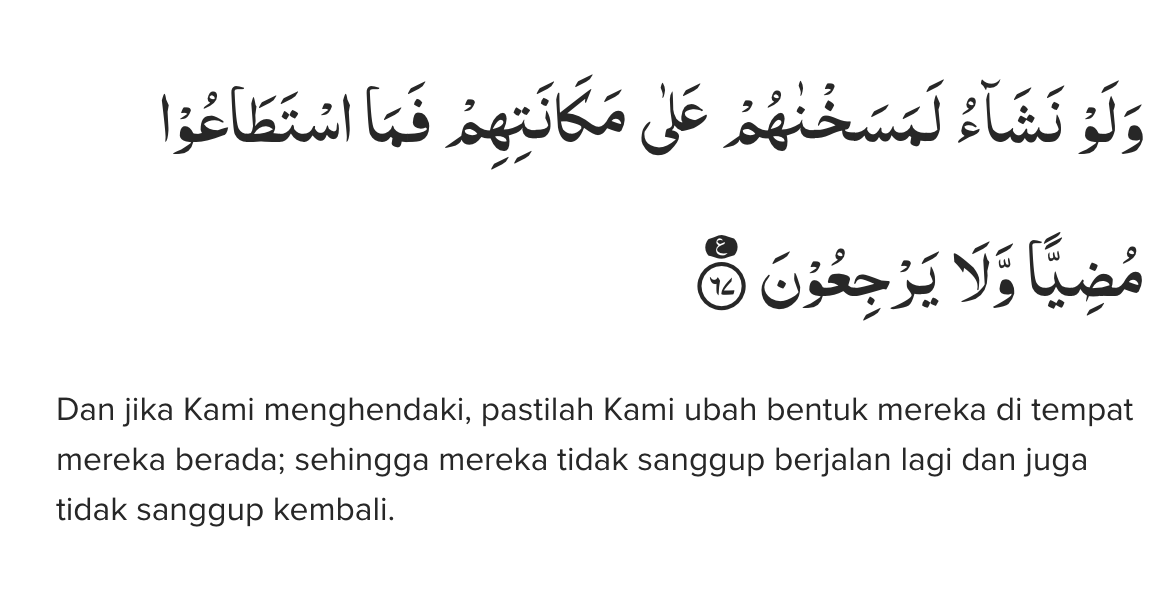 وَلَوْ نَشَاۤءُ لَمَسَخْنٰهُمْ عَلٰى مَكَانَتِهِمْ فَمَا اسْتَطَاعُوْا
مُضِيًّا وَّلَا يَرْجِعُوْنَ ࣖ ٦٧
Dan jika Kami menghendaki, pastilah Kami ubah bentuk mereka di tempat
mereka berada; sehingga mereka tidak sanggup berjalan lagi dan juga
tidak sanggup kembali.